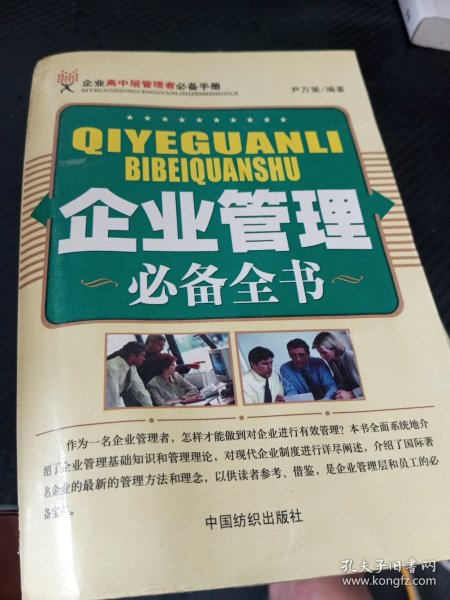 企业高中层管理者必备手册
QIYEGAOZHONGCENGGUANLIZHEBIBEISHOUCE
尹万策/编著
QIYEGUANLI
BIBEIQUANSHU
企业管理
必备全书
作为一名企业管理者，怎样才能做到对企业进行有效管理？本书全面系统地介
绍了企业管理基础知识和管理理论，对现代企业制度进行详尽阐述，介绍了国际著
名企业的最新的管理方法和理念，以供读者参考、借鉴，是企业管理层和员工的必
备宝典。
中国纺织出版社
孔夫子旧书网
www.kongfz.com